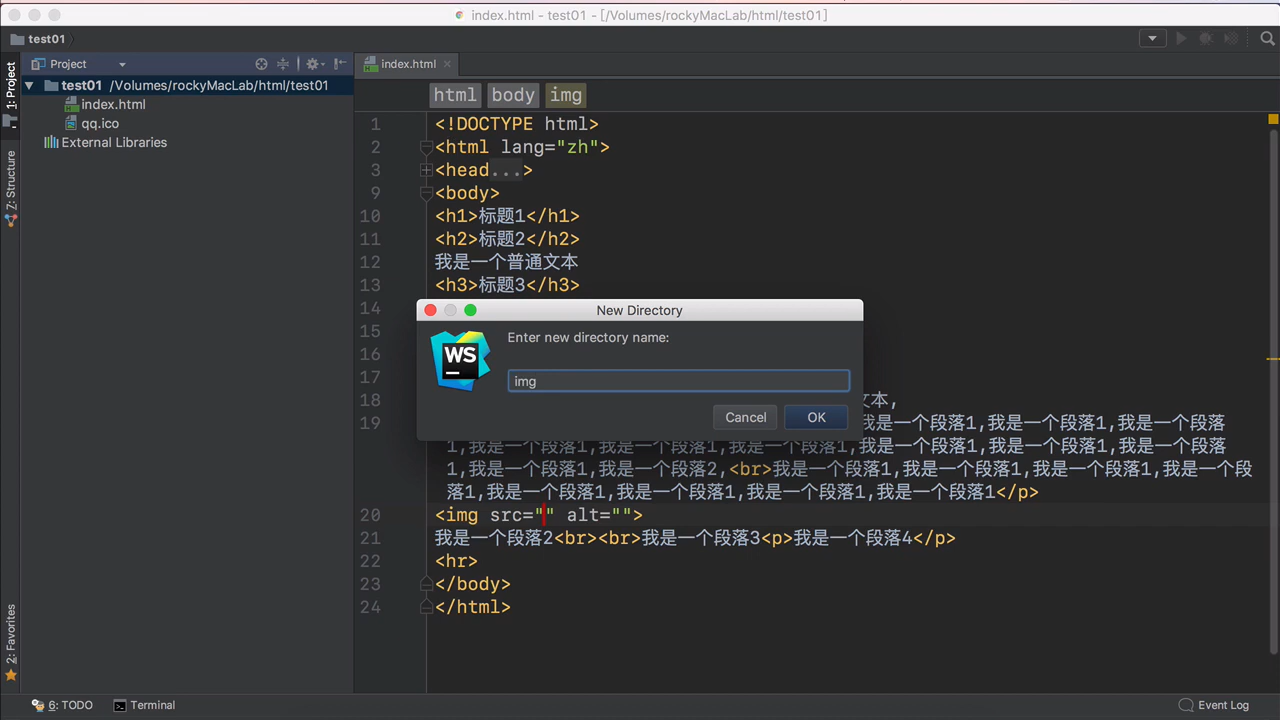 index.html - test01 - [/Volumes/rockyMacLab/html/test01]
test01
Project
index.html
1: Project
test01 /Volumes/rockyMacLab/html/test01
index.html
qq.ico
External Libraries
Z: Structure
2: Favorites
html body img
1 <!DOCTYPE html>
2 <html lang="zh">
3 <head...>
9 <body>
10 <h1>标题1</h1>
11 <h2>标题2</h2>
12 我是一个普通文本
13 <h3>标题3</h3>
14
15
16
17
18 文本,
19 我是一个段落1,我是一个段落1,我是一个段落
1,我是一个段落1,我是一个段落1,我是一个段落1,我是一个段落1,我是一个段落1,我是一个段落
1,我是一个段落1,我是一个段落2,<br>我是一个段落1,我是一个段落1,我是一个段落1,我是一个段
落1,我是一个段落1,我是一个段落1,我是一个段落1,我是一个段落1</p>
20 <img src="" alt="">
21 我是一个段落2<br><br>我是一个段落3<p>我是一个段落4</p>
22 <hr>
23 </body>
24 </html>
New Directory
WS
Enter new directory name:
img
Cancel OK
6: TODO Terminal Event Log